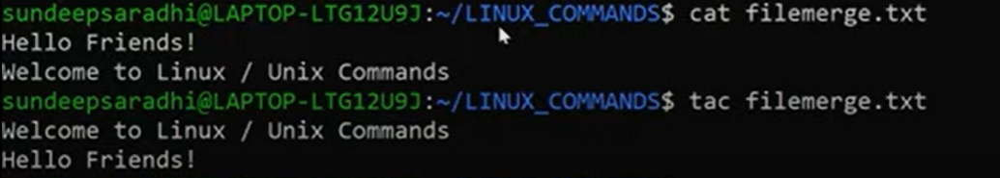 sundeepsaradhi@LAPTOP-LTG12U9J:~/LINUX_COMMANDS$ cat filemerge.txt
Hello Friends!
Welcome to Linux / Unix Commands
sundeepsaradhi@LAPTOP-LTG12U9J:~/LINUX_COMMANDS$ tac filemerge.txt
Welcome to Linux / Unix Commands
Hello Friends!